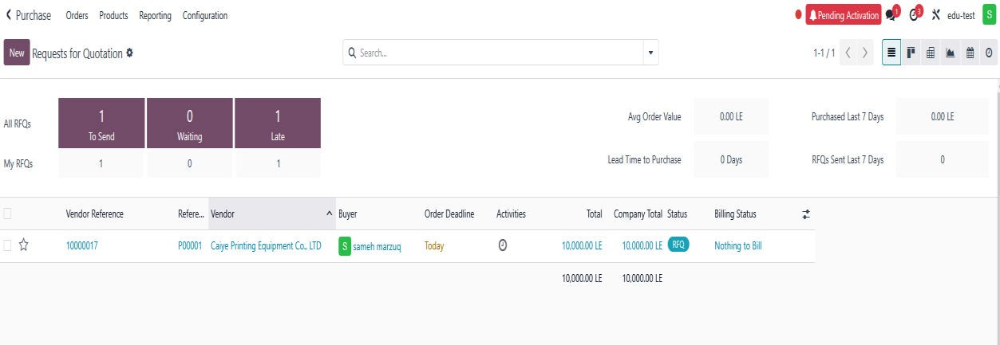 Purchase Orders Products Reporting Configuration Pending Activation 1 3 edu-test S
New Requests for Quotation Search... 1-1 / 1
All RFQs 1 To Send 0 Waiting 1 Late
My RFQs 1 0 1
Avg Order Value 0.00 LE Purchased Last 7 Days 0.00 LE
Lead Time to Purchase 0 Days RFQs Sent Last 7 Days 0
Vendor Reference Refere... Vendor Buyer Order Deadline Activities Total Company Total Status Billing Status
10000017 P00001 Caiye Printing Equipment Co., LTD S sameh marzuq Today 10,000.00 LE 10,000.00 LE RFQ Nothing to Bill
10,000.00 LE 10,000.00 LE